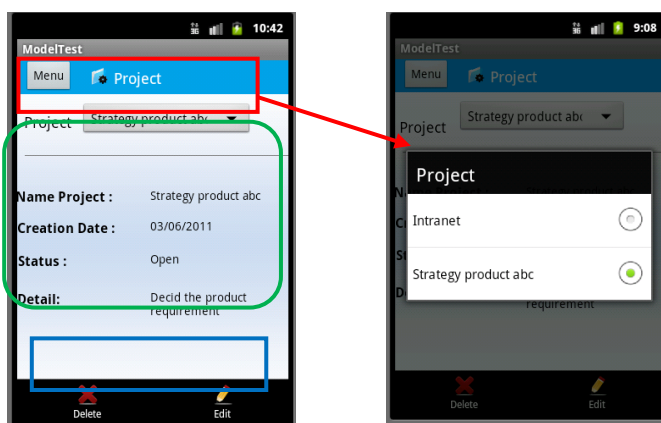 3G 10:42
ModelTest
Menu Project
Project Strategy product abc
Name Project : Strategy product abc
Creation Date : 03/06/2011
Status : Open
Detail: Decid the product
requirement
Delete Edit
3G 9:08
ModelTest
Menu Project
Project Strategy product abc
Project
Intranet
Strategy product abc
requirement
Delete Edit